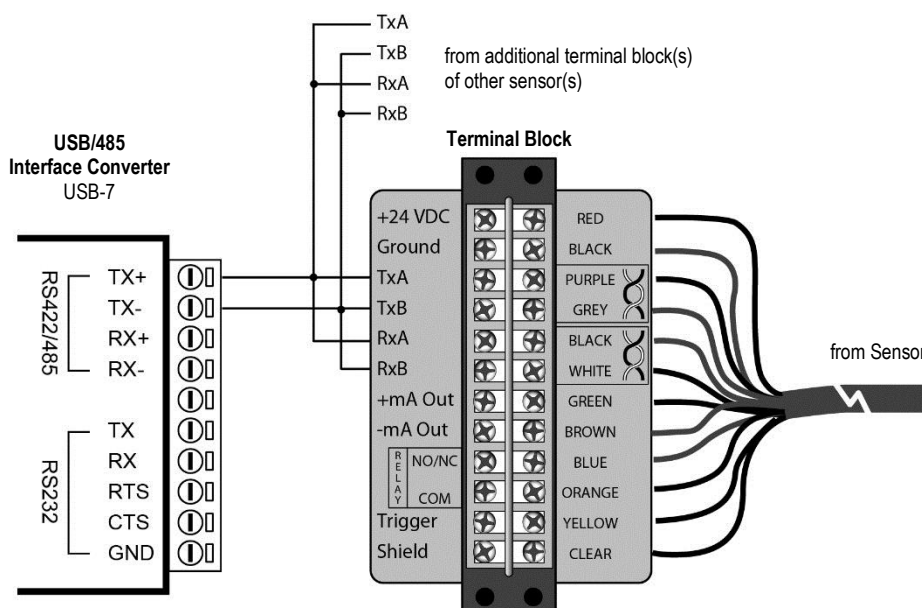 TxA
TxB
RxA
RxB
from additional terminal block(s)
of other sensor(s)
USB/485
Interface Converter
USB-7
Terminal Block
RS422/485
TX+
TX-
RX+
RX-
RS232
TX
RX
RTS
CTS
GND
+24 VDC
Ground
TxA
TxB
RxA
RxB
+mA Out
-mA Out
RELAY
NO/NC
COM
Trigger
Shield
RED
BLACK
PURPLE
GREY
BLACK
WHITE
GREEN
BROWN
BLUE
ORANGE
YELLOW
CLEAR
from Sensor